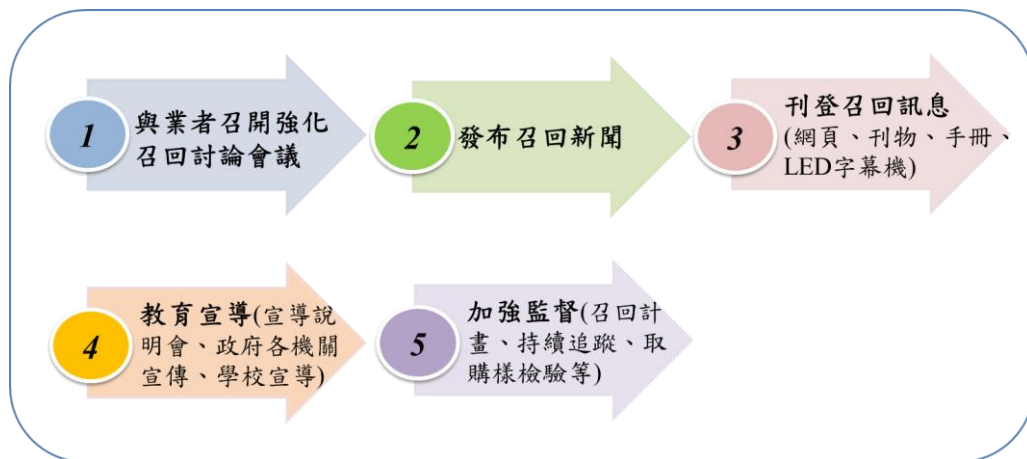 1
與業者召開強化
召回討論會議
2
發布召回新聞
3
刊登召回訊息
(網頁、刊物、手冊、
LED字幕機)
4
教育宣導(宣導說
明會、政府各機關
宣傳、學校宣導)
5
加強監督(召回計
畫、持續追蹤、取
購樣檢驗等)